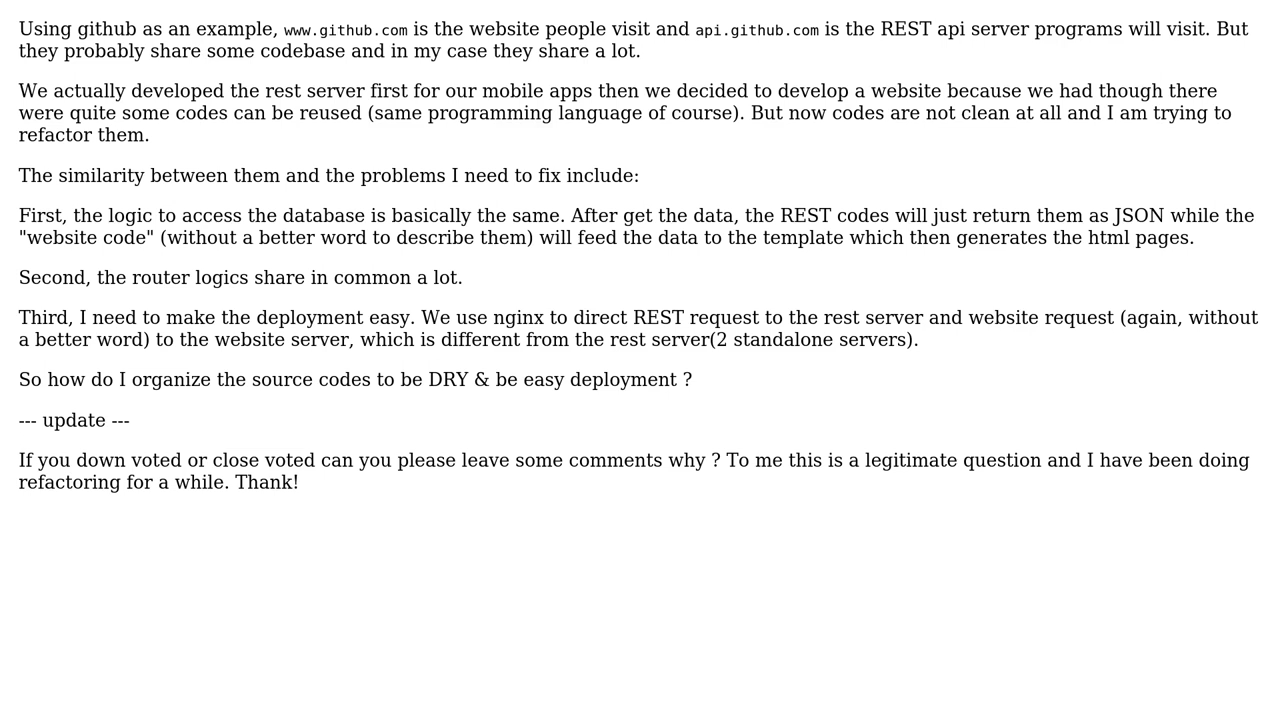 Using github as an example, www.github.com is the website people visit and api.github.com is the REST api server programs will visit. But
they probably share some codebase and in my case they share a lot.
We actually developed the rest server first for our mobile apps then we decided to develop a website because we had though there
were quite some codes can be reused (same programming language of course). But now codes are not clean at all and I am trying to
refactor them.
The similarity between them and the problems I need to fix include:
First, the logic to access the database is basically the same. After get the data, the REST codes will just return them as JSON while the
"website code" (without a better word to describe them) will feed the data to the template which then generates the html pages.
Second, the router logics share in common a lot.
Third, I need to make the deployment easy. We use nginx to direct REST request to the rest server and website request (again, without
a better word) to the website server, which is different from the rest server(2 standalone servers).
So how do I organize the source codes to be DRY & be easy deployment ?
--- update ---
If you down voted or close voted can you please leave some comments why ? To me this is a legitimate question and I have been doing
refactoring for a while. Thank!